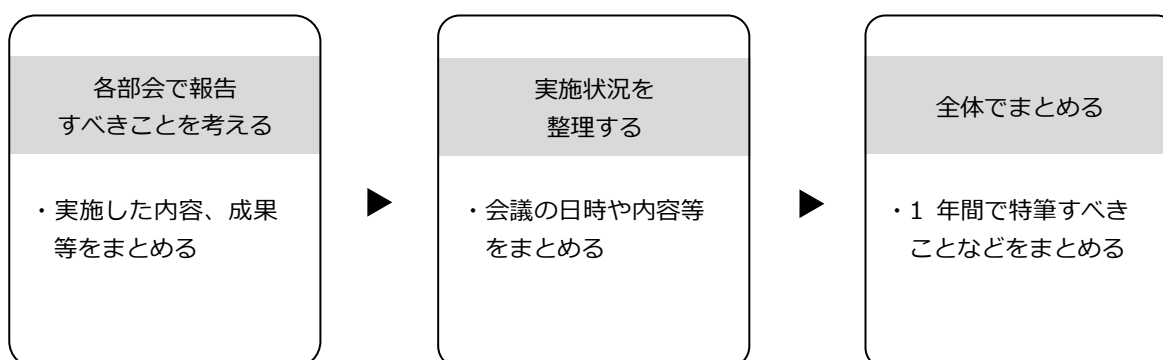 各部会で報告
すべきことを考える
・実施した内容、成果
等をまとめる
▶
実施状況を
整理する
・会議の日時や内容等
をまとめる
▶
全体でまとめる
・1 年間で特筆すべき
ことなどをまとめる